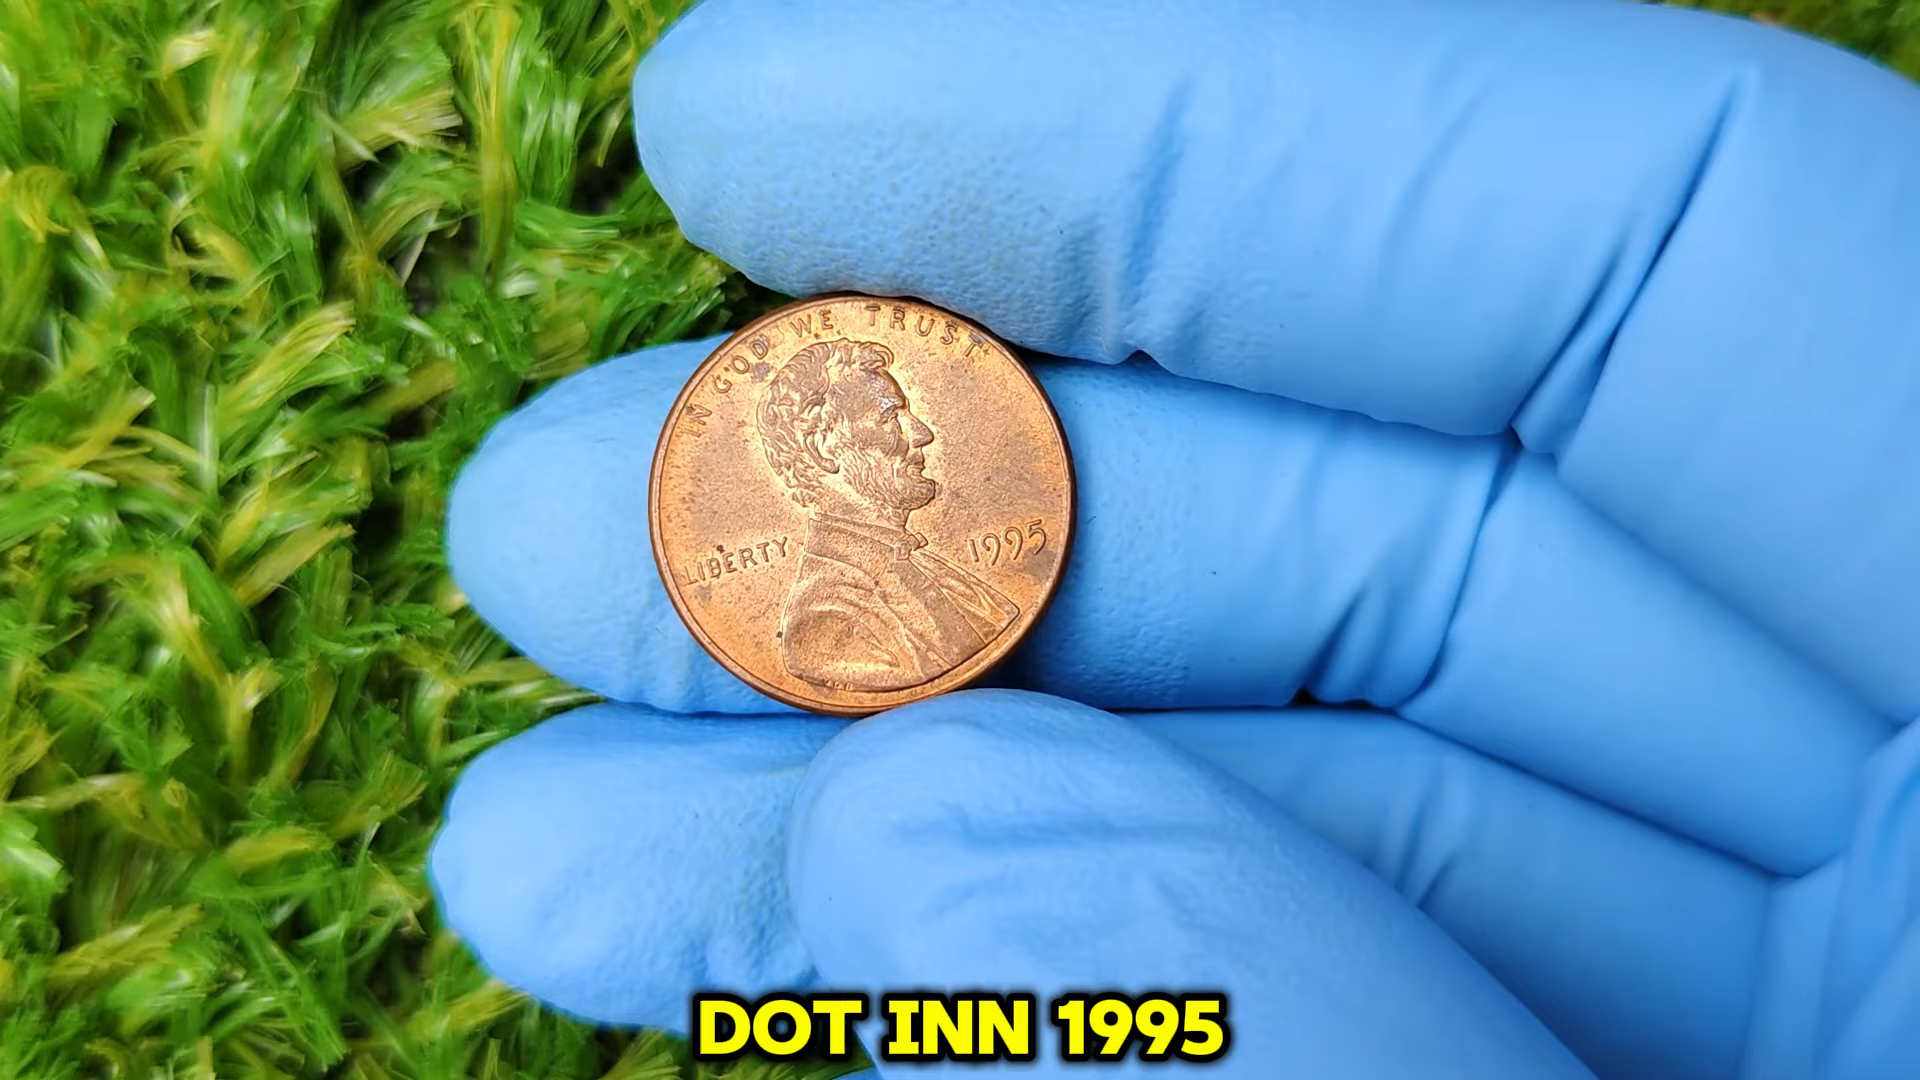 IN GOD WE TRUST
LIBERTY 1995
DOT INN 1995